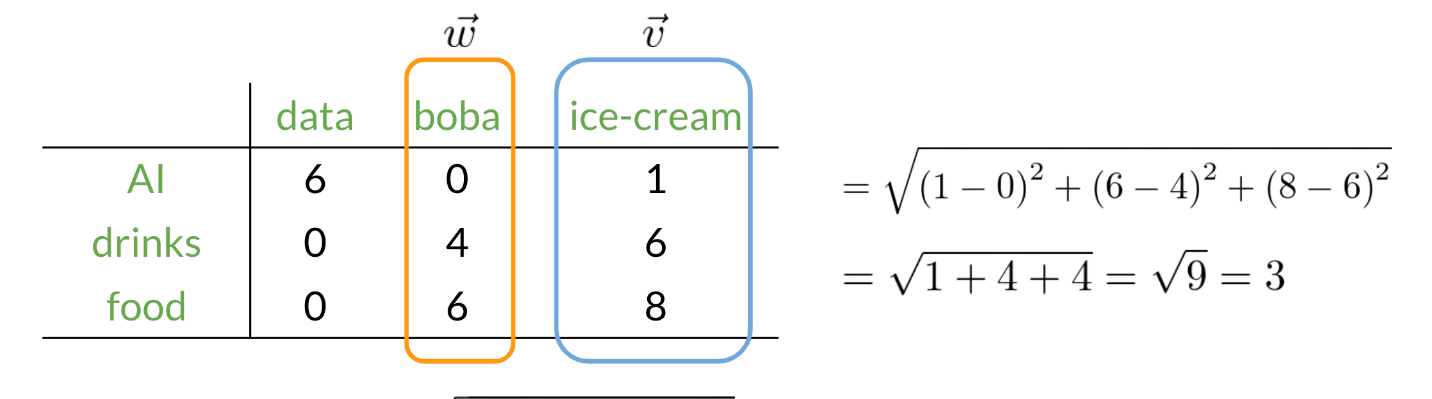 w⃗ v⃗
data boba ice-cream
AI 6 0 1
drinks 0 4 6
food 0 6 8
= √(1 − 0)² + (6 − 4)² + (8 − 6)²
= √1 + 4 + 4 = √9 = 3